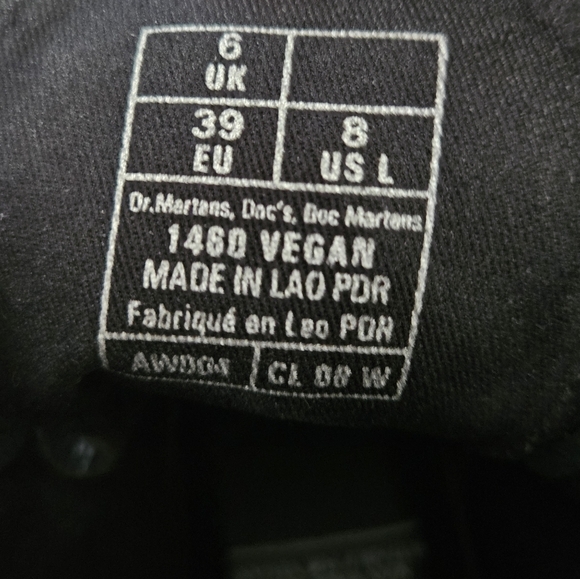 6
UK
39
EU
8
US L
Dr.Martens, Doc's, Doc Martens
1460 VEGAN
MADE IN LAO PDR
Fabriqué en Lao PDR
AW004 CL 08 W